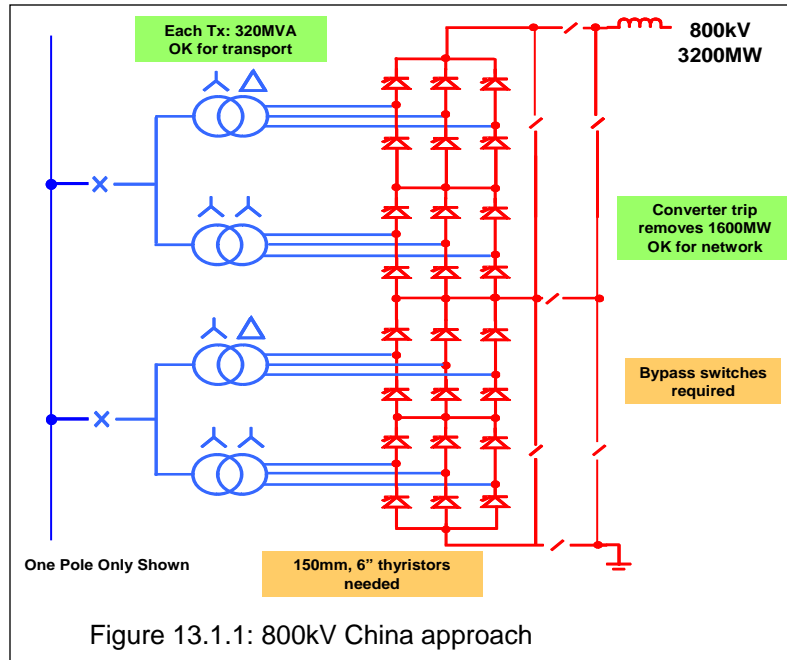 Each Tx: 320MVA
OK for transport
800kV
3200MW
Converter trip
removes 1600MW
OK for network
Bypass switches
required
One Pole Only Shown
150mm, 6” thyristors
needed
Figure 13.1.1: 800kV China approach